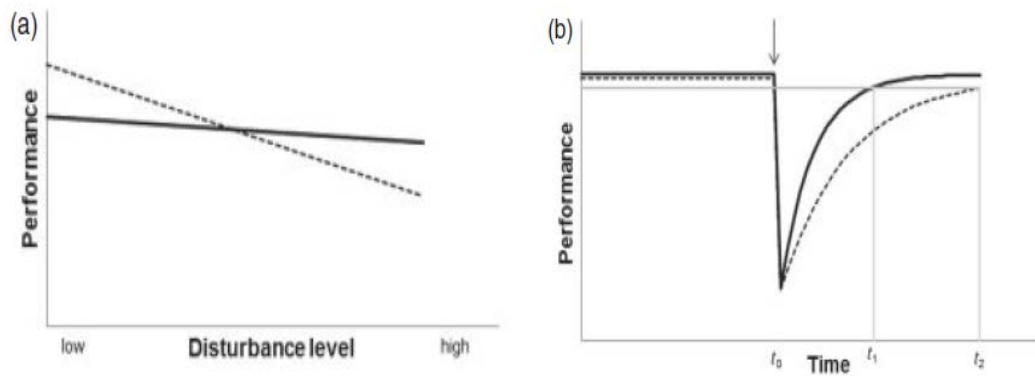 (a)
Performance
low Disturbance level high
(b)
Performance
t₀ Time t₁ t₂